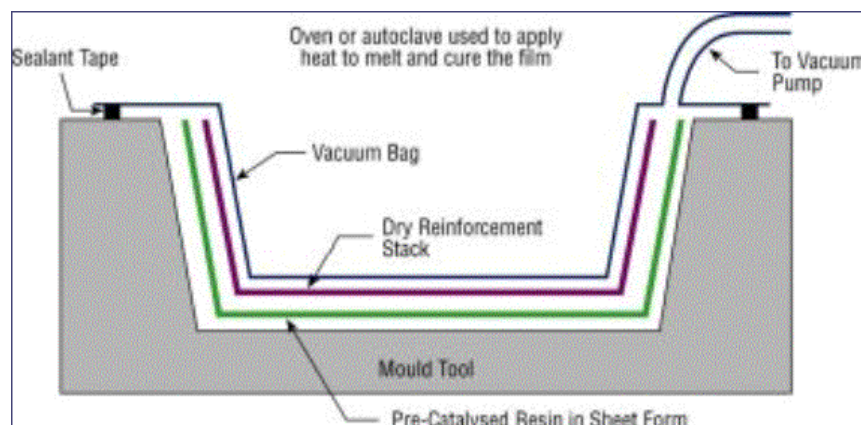 Oven or autoclave used to apply
heat to melt and cure the film
Sealant Tape
To Vacuum
Pump
Vacuum Bag
Dry Reinforcement
Stack
Mould Tool
Pre-Catalysed Resin in Sheet Form